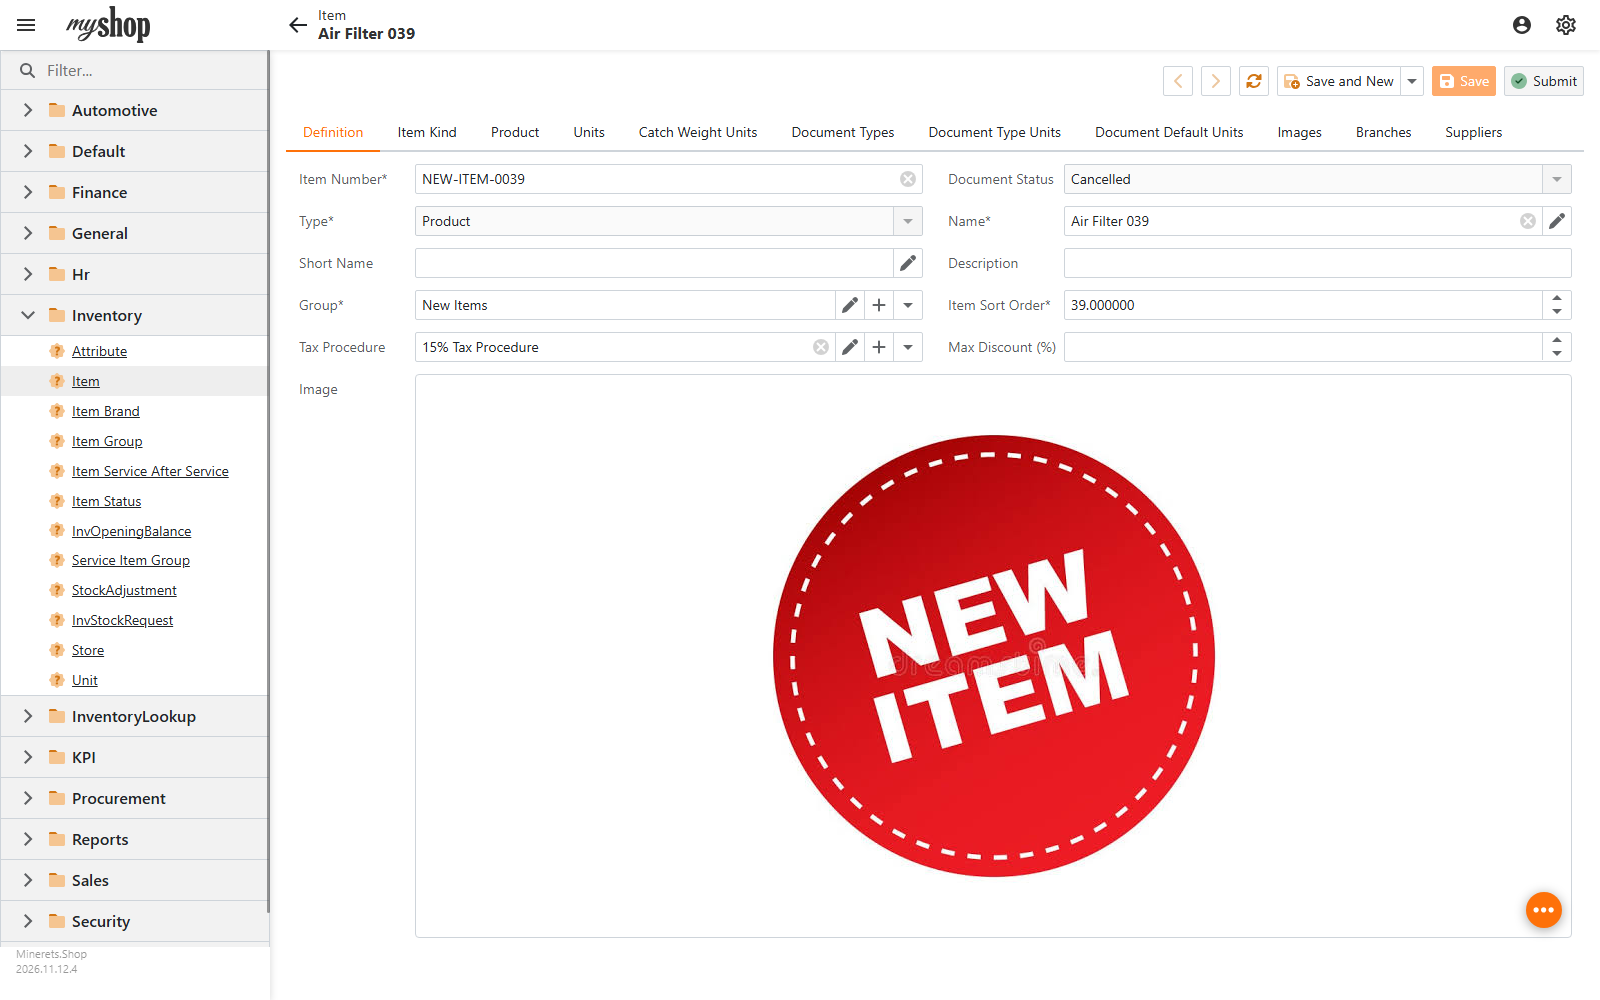 myshop
Item
Air Filter 039
Filter...
Automotive
Default
Finance
General
Hr
Inventory
Attribute
Item
Item Brand
Item Group
Item Service After Service
Item Status
InvOpeningBalance
Service Item Group
StockAdjustment
InvStockRequest
Store
Unit
InventoryLookup
KPI
Procurement
Reports
Sales
Security
Minerets.Shop
2026.11.12.4
Save and New
Save
Submit
Definition
Item Kind
Product
Units
Catch Weight Units
Document Types
Document Type Units
Document Default Units
Images
Branches
Suppliers
Item Number*
NEW-ITEM-0039
Document Status
Cancelled
Type*
Product
Name*
Air Filter 039
Short Name
Description
Group*
New Items
Item Sort Order*
39.000000
Tax Procedure
15% Tax Procedure
Max Discount (%)
Image
NEW
ITEM